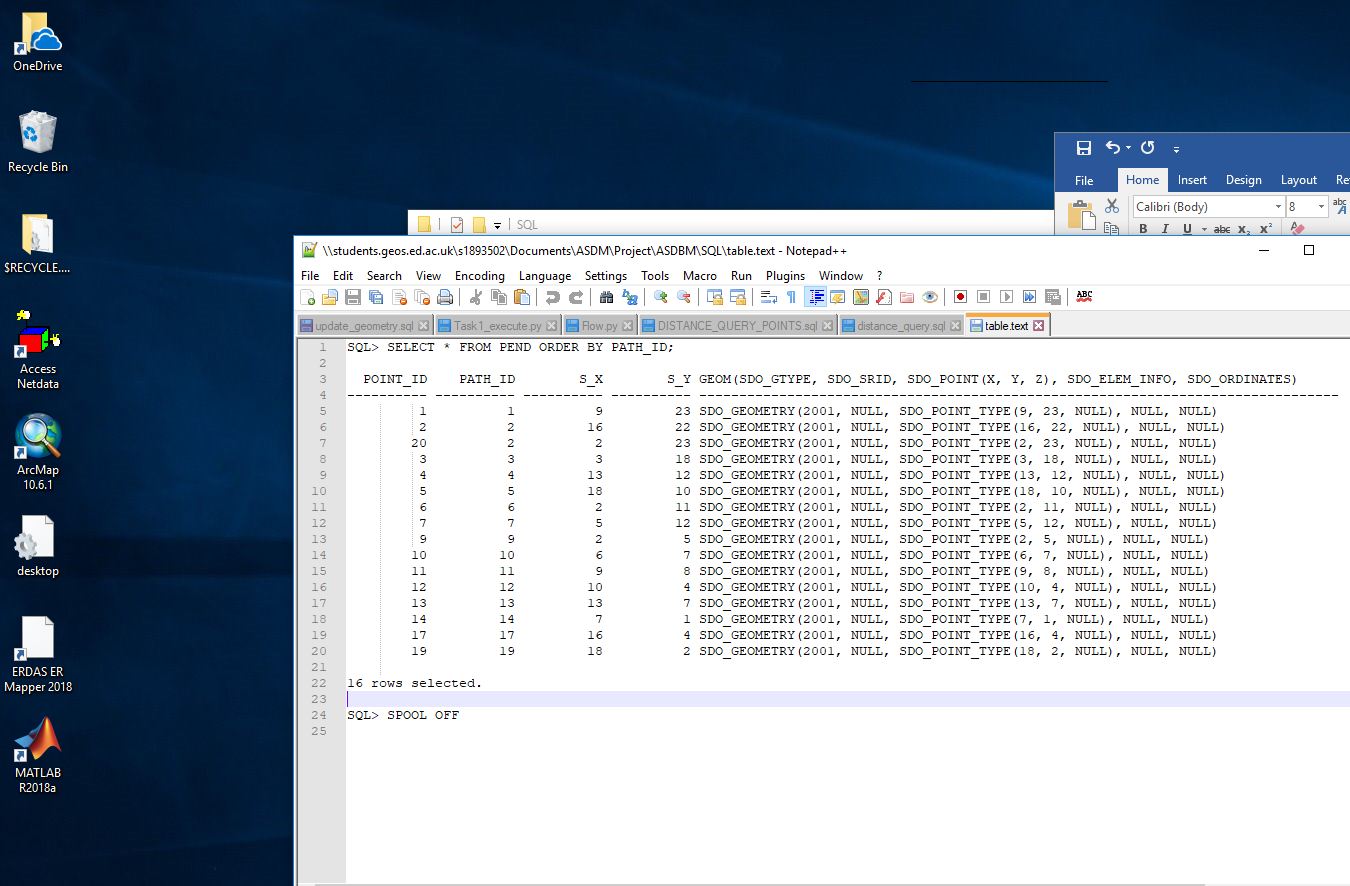 OneDrive
Recycle Bin
$RECYCLE....
Access
Netdata
ArcMap
10.6.1
desktop
ERDAS ER
Mapper 2018
MATLAB
R2018a
File Home Insert Design Layout Re
Calibri (Body) 8 abc A
B I U abc X₂ X²
SQL
\\students.geos.ed.ac.uk\s1893502\Documents\ASDM\Project\ASDBM\SQL\table.text - Notepad++
File Edit Search View Encoding Language Settings Tools Macro Run Plugins Window ?
ABC
update_geometry.sql Task1_execute.py Flow.py DISTANCE_QUERY_POINTS.sql distance_query.sql table.text
1 SQL> SELECT * FROM PEND ORDER BY PATH_ID;
2
3 POINT_ID PATH_ID S_X S_Y GEOM(SDO_GTYPE, SDO_SRID, SDO_POINT(X, Y, Z), SDO_ELEM_INFO, SDO_ORDINATES)
4 ---------- ---------- ---------- ---------- --------------------------------------------------------------------------------
5 1 1 9 23 SDO_GEOMETRY(2001, NULL, SDO_POINT_TYPE(9, 23, NULL), NULL, NULL)
6 2 2 16 22 SDO_GEOMETRY(2001, NULL, SDO_POINT_TYPE(16, 22, NULL), NULL, NULL)
7 20 2 2 23 SDO_GEOMETRY(2001, NULL, SDO_POINT_TYPE(2, 23, NULL), NULL, NULL)
8 3 3 3 18 SDO_GEOMETRY(2001, NULL, SDO_POINT_TYPE(3, 18, NULL), NULL, NULL)
9 4 4 13 12 SDO_GEOMETRY(2001, NULL, SDO_POINT_TYPE(13, 12, NULL), NULL, NULL)
10 5 5 18 10 SDO_GEOMETRY(2001, NULL, SDO_POINT_TYPE(18, 10, NULL), NULL, NULL)
11 6 6 2 11 SDO_GEOMETRY(2001, NULL, SDO_POINT_TYPE(2, 11, NULL), NULL, NULL)
12 7 7 5 12 SDO_GEOMETRY(2001, NULL, SDO_POINT_TYPE(5, 12, NULL), NULL, NULL)
13 9 9 2 5 SDO_GEOMETRY(2001, NULL, SDO_POINT_TYPE(2, 5, NULL), NULL, NULL)
14 10 10 6 7 SDO_GEOMETRY(2001, NULL, SDO_POINT_TYPE(6, 7, NULL), NULL, NULL)
15 11 11 9 8 SDO_GEOMETRY(2001, NULL, SDO_POINT_TYPE(9, 8, NULL), NULL, NULL)
16 12 12 10 4 SDO_GEOMETRY(2001, NULL, SDO_POINT_TYPE(10, 4, NULL), NULL, NULL)
17 13 13 13 7 SDO_GEOMETRY(2001, NULL, SDO_POINT_TYPE(13, 7, NULL), NULL, NULL)
18 14 14 7 1 SDO_GEOMETRY(2001, NULL, SDO_POINT_TYPE(7, 1, NULL), NULL, NULL)
19 17 17 16 4 SDO_GEOMETRY(2001, NULL, SDO_POINT_TYPE(16, 4, NULL), NULL, NULL)
20 19 19 18 2 SDO_GEOMETRY(2001, NULL, SDO_POINT_TYPE(18, 2, NULL), NULL, NULL)
21
22 16 rows selected.
23
24 SQL> SPOOL OFF
25